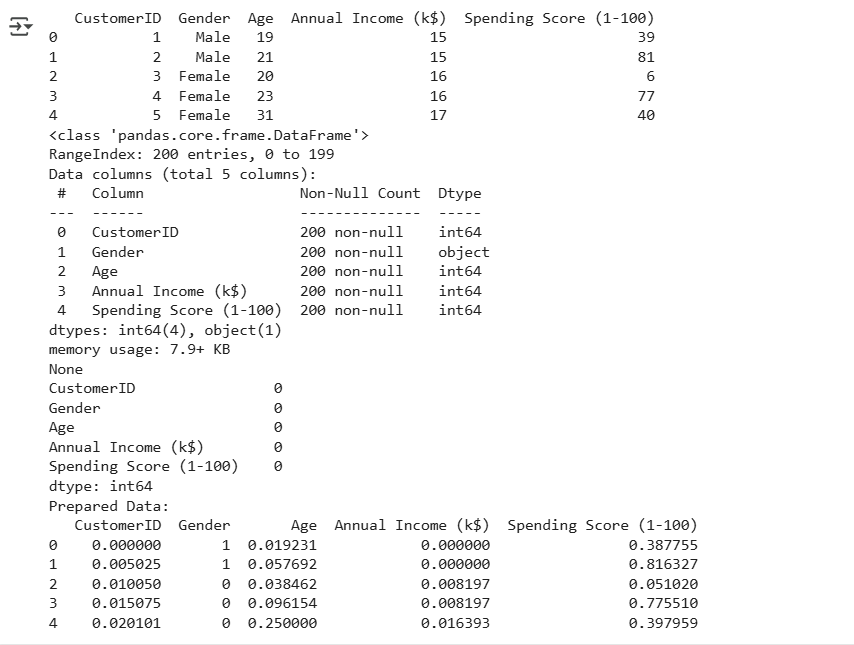 CustomerID  Gender  Age  Annual Income (k$)  Spending Score (1-100)
0           1    Male   19                  15                      39
1           2    Male   21                  15                      81
2           3  Female   20                  16                       6
3           4  Female   23                  16                      77
4           5  Female   31                  17                      40
<class 'pandas.core.frame.DataFrame'>
RangeIndex: 200 entries, 0 to 199
Data columns (total 5 columns):
 #   Column                  Non-Null Count  Dtype
---  ------                  --------------  -----
 0   CustomerID              200 non-null    int64
 1   Gender                  200 non-null    object
 2   Age                     200 non-null    int64
 3   Annual Income (k$)      200 non-null    int64
 4   Spending Score (1-100)  200 non-null    int64
dtypes: int64(4), object(1)
memory usage: 7.9+ KB
None
CustomerID                0
Gender                    0
Age                       0
Annual Income (k$)        0
Spending Score (1-100)    0
dtype: int64
Prepared Data:
   CustomerID  Gender       Age  Annual Income (k$)  Spending Score (1-100)
0    0.000000       1  0.019231            0.000000                0.387755
1    0.005025       1  0.057692            0.000000                0.816327
2    0.010050       0  0.038462            0.008197                0.051020
3    0.015075       0  0.096154            0.008197                0.775510
4    0.020101       0  0.250000            0.016393                0.397959